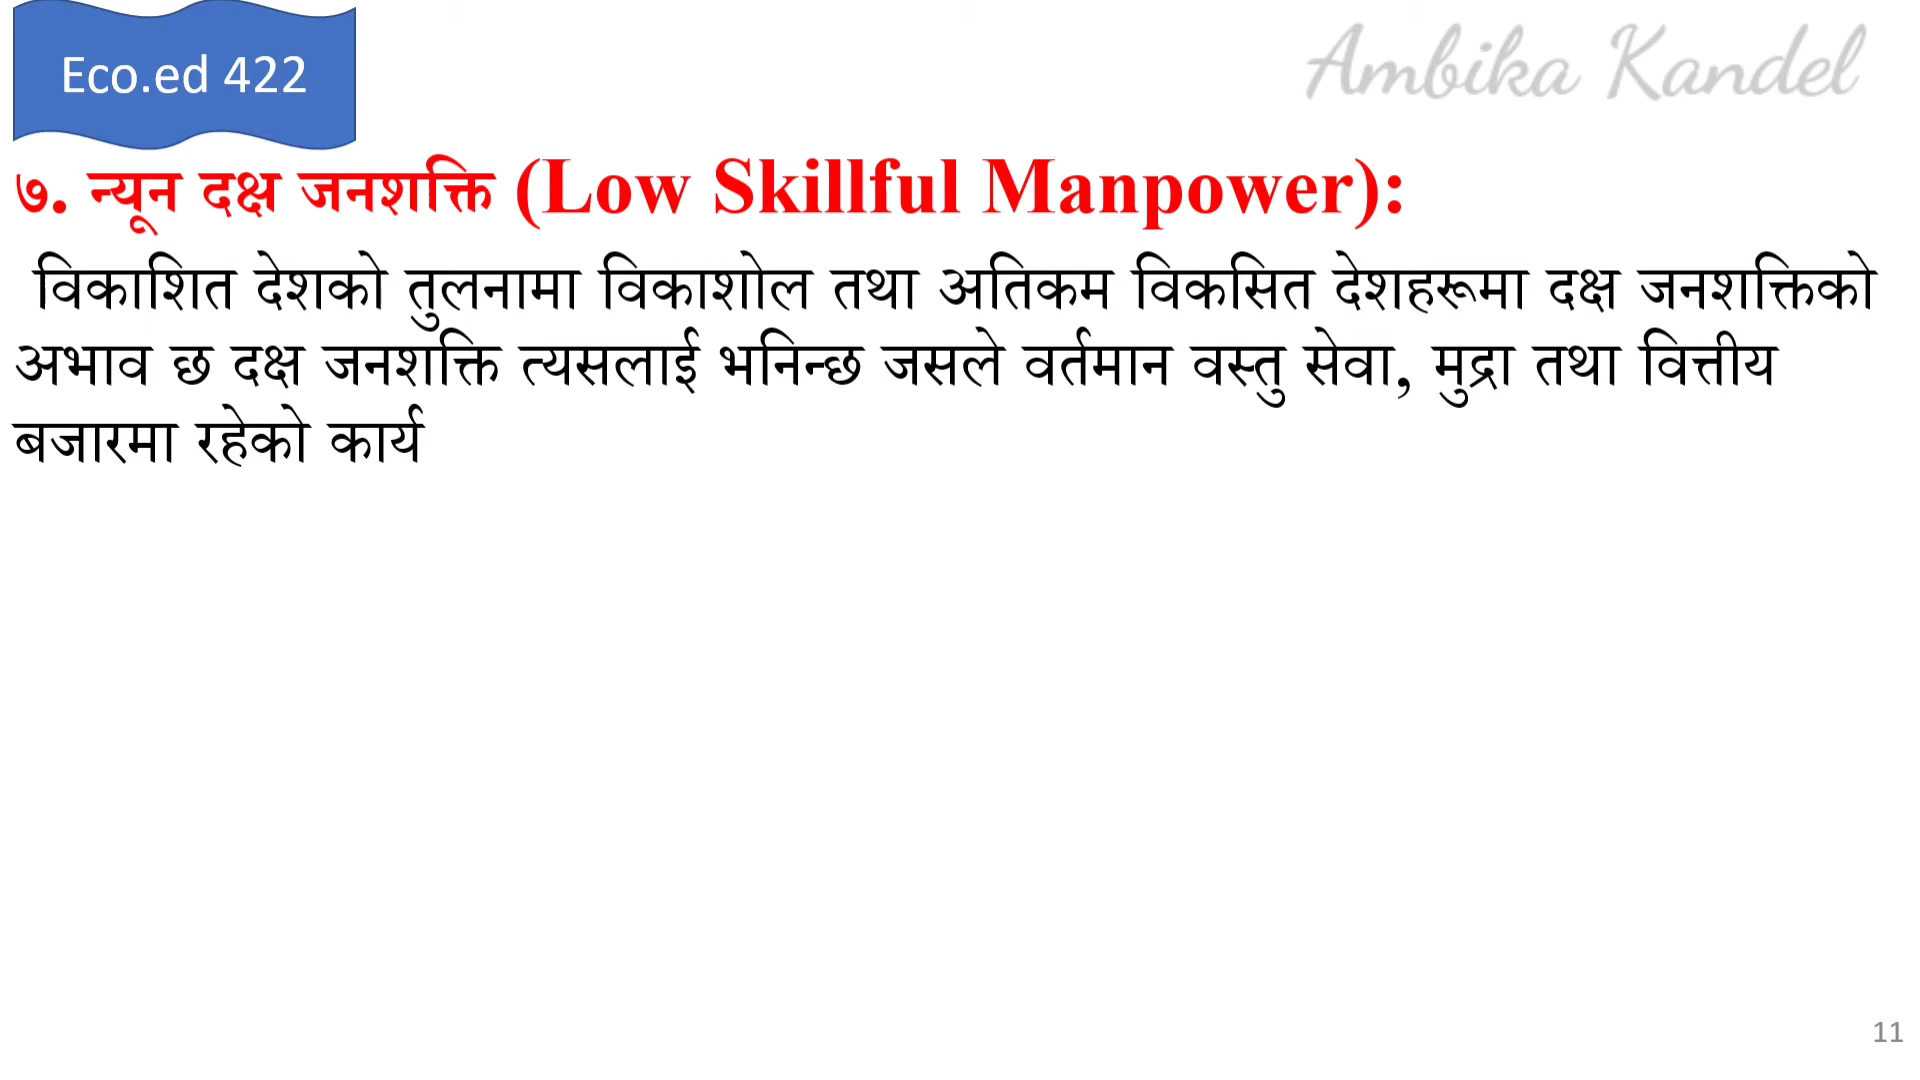 Eco.ed 422
Ambika Kandel
७. न्यून दक्ष जनशक्ति (Low Skillful Manpower):
विकाशित देशको तुलनामा विकाशोल तथा अतिकम विकसित देशहरूमा दक्ष जनशक्तिको
अभाव छ दक्ष जनशक्ति त्यसलाई भनिन्छ जसले वर्तमान वस्तु सेवा, मुद्रा तथा वित्तीय
बजारमा रहेको कार्य
11